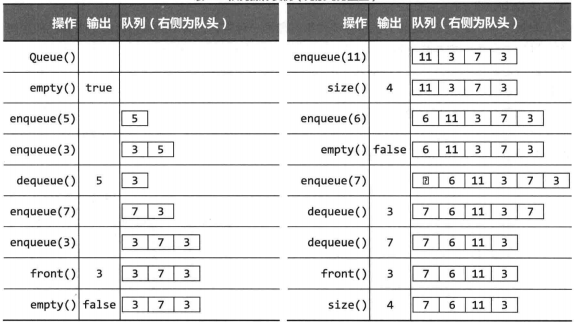 操作 输出 队列（右侧为队头）
Queue()
empty() true
enqueue(5) 5
enqueue(3) 3 5
dequeue() 5 3
enqueue(7) 7 3
enqueue(3) 3 7 3
front() 3 3 7 3
empty() false 3 7 3
操作 输出 队列（右侧为队头）
enqueue(11) 11 3 7 3
size() 4 11 3 7 3
enqueue(6) 6 11 3 7 3
empty() false 6 11 3 7 3
enqueue(7) ⍰ 6 11 3 7 3
dequeue() 3 7 6 11 3 7
dequeue() 7 7 6 11 3
front() 3 7 6 11 3
size() 4 7 6 11 3